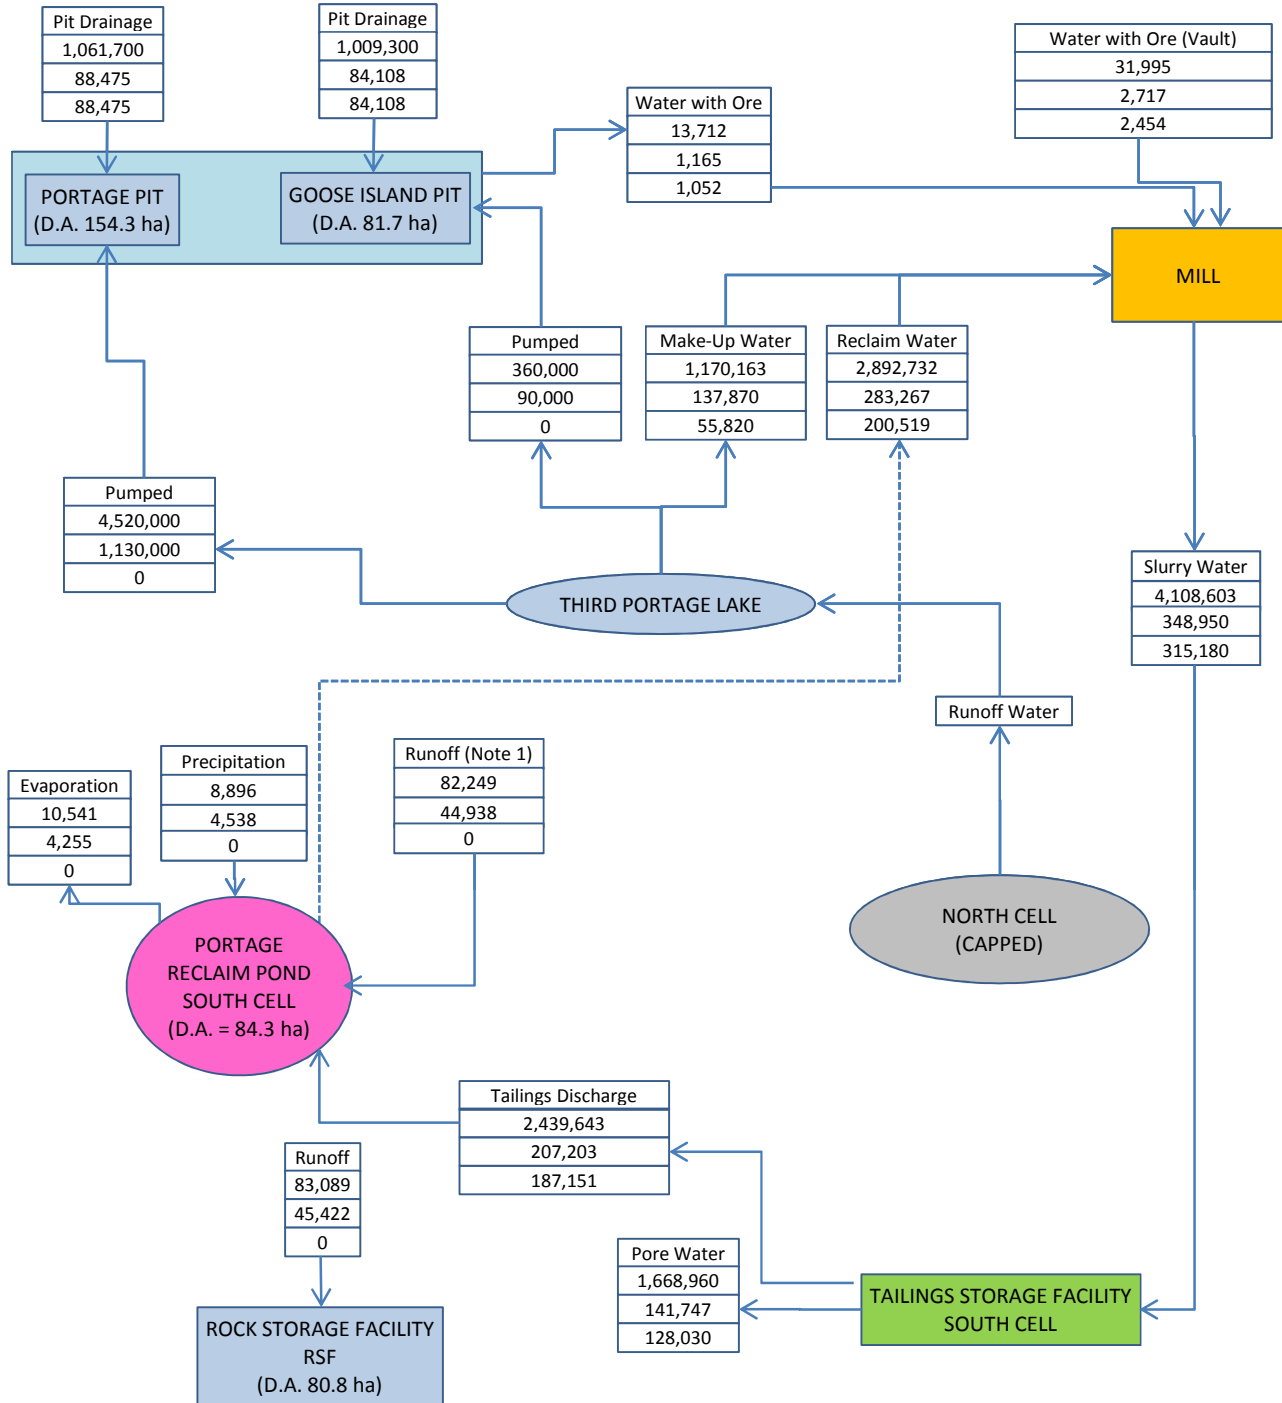 Pit Drainage
1,061,700
88,475
88,475
Pit Drainage
1,009,300
84,108
84,108
Water with Ore
13,712
1,165
1,052
Water with Ore (Vault)
31,995
2,717
2,454
PORTAGE PIT
(D.A. 154.3 ha)
GOOSE ISLAND PIT
(D.A. 81.7 ha)
MILL
Pumped
360,000
90,000
0
Make-Up Water
1,170,163
137,870
55,820
Reclaim Water
2,892,732
283,267
200,519
Pumped
4,520,000
1,130,000
0
THIRD PORTAGE LAKE
Slurry Water
4,108,603
348,950
315,180
Runoff Water
Evaporation
10,541
4,255
0
Precipitation
8,896
4,538
0
Runoff (Note 1)
82,249
44,938
0
PORTAGE
RECLAIM POND
SOUTH CELL
(D.A. = 84.3 ha)
NORTH CELL
(CAPPED)
Tailings Discharge
2,439,643
207,203
187,151
Runoff
83,089
45,422
0
Pore Water
1,668,960
141,747
128,030
TAILINGS STORAGE FACILITY
SOUTH CELL
ROCK STORAGE FACILITY
RSF
(D.A. 80.8 ha)